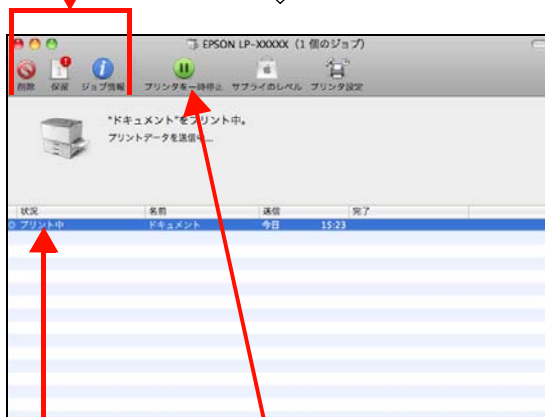 EPSON LP-XXXXX（1 個のジョブ）
削除 保留 ジョブ情報 プリンタを一時停止 サプライのレベル プリンタ設定
"ドキュメント"をプリント中。
プリントデータを送信中...
状況 名前 送信 完了
プリント中 ドキュメント 今日 15:23